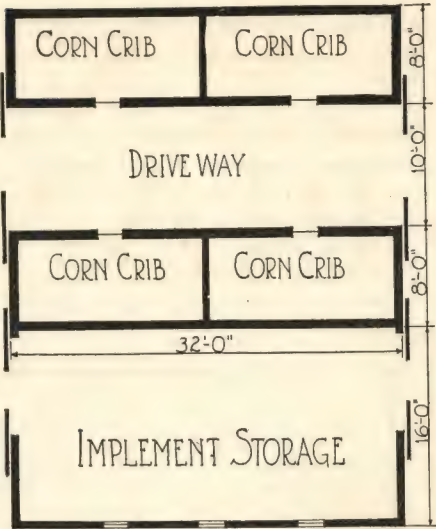 CORN CRIB CORN CRIB
8'-0"
DRIVEWAY
10'-0"
CORN CRIB CORN CRIB
8'-0"
32'-0"
IMPLEMENT STORAGE
16'-0"